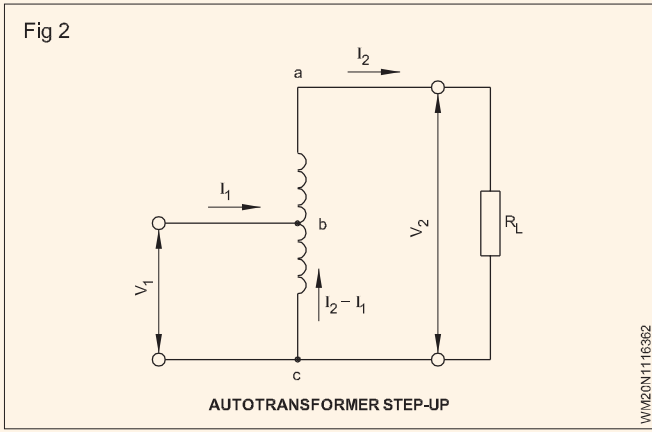 Fig 2
I2
a
I1
b
V1
V2
RL
I2 – I1
c
AUTOTRANSFORMER STEP-UP
WM20N1116362